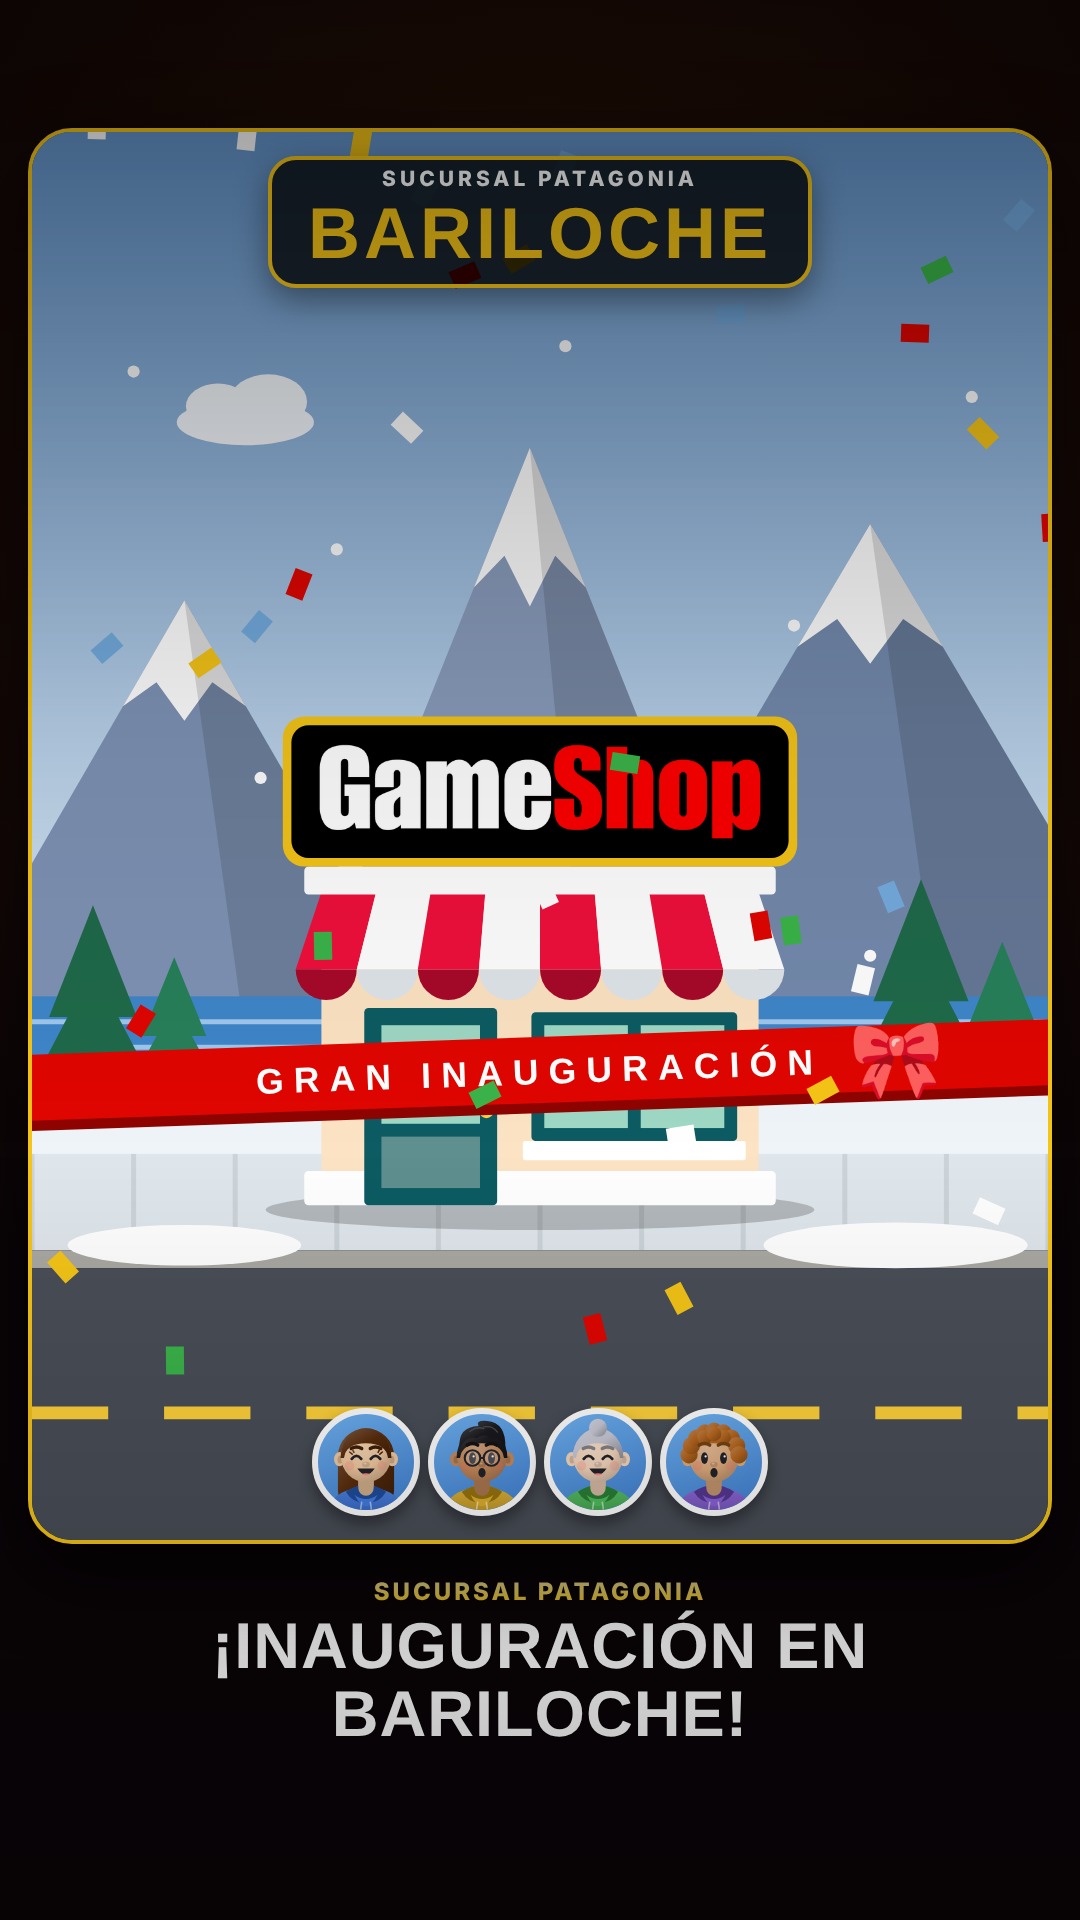 SUCURSAL PATAGONIA
BARILOCHE
GameShop
GRAN INAUGURACIÓN
SUCURSAL PATAGONIA
¡INAUGURACIÓN EN
BARILOCHE!